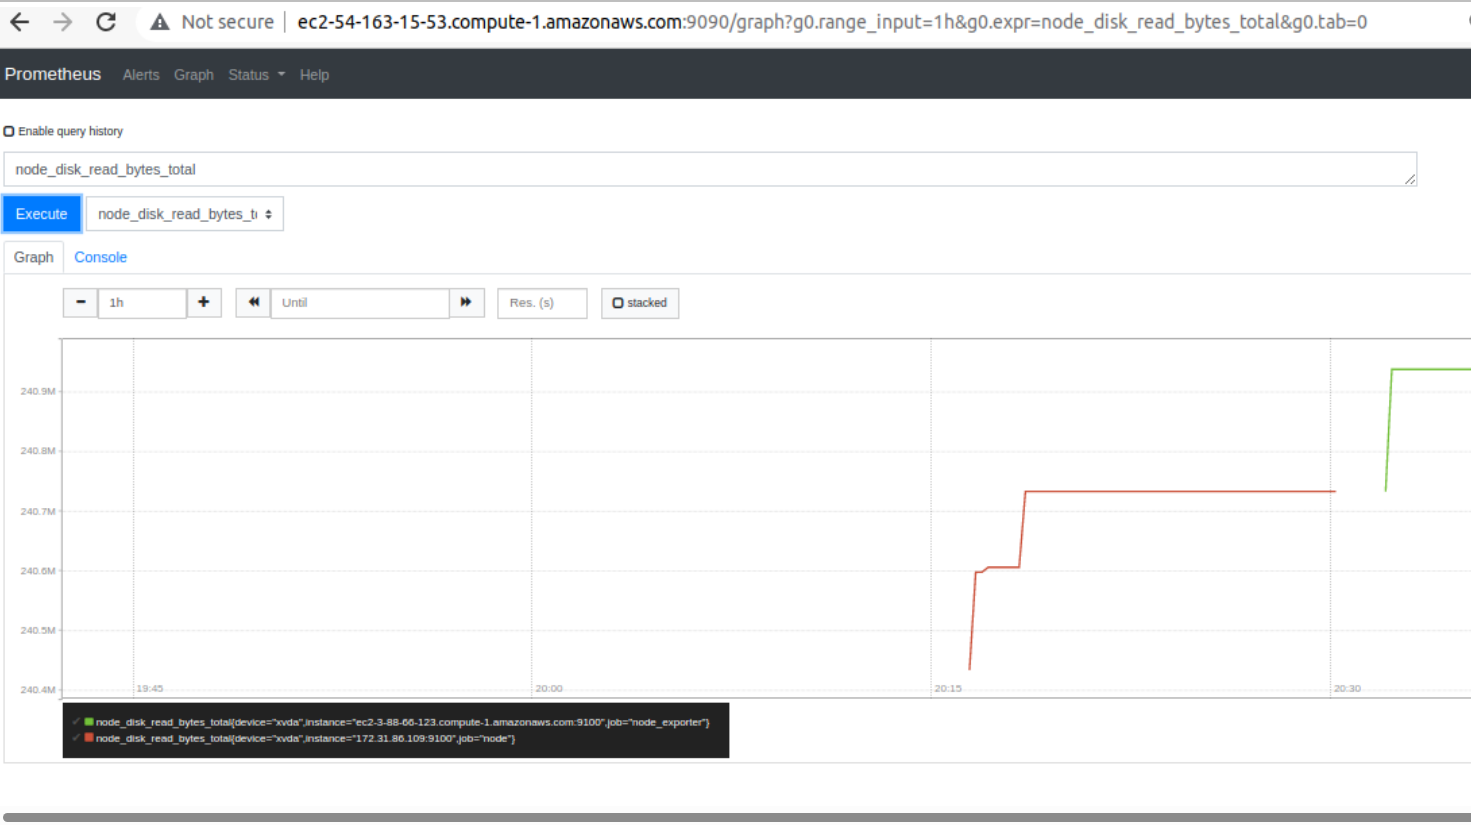 Not secure | ec2-54-163-15-53.compute-1.amazonaws.com:9090/graph?g0.range_input=1h&g0.expr=node_disk_read_bytes_total&g0.tab=0
Prometheus Alerts Graph Status Help
Enable query history
node_disk_read_bytes_total
Execute node_disk_read_bytes_t
Graph Console
1h Until Res. (s) stacked
240.9M
240.8M
240.7M
240.6M
240.5M
240.4M
19:45 20:00 20:15 20:30
node_disk_read_bytes_total{device="xvda",instance="ec2-3-88-66-123.compute-1.amazonaws.com:9100",job="node_exporter"}
node_disk_read_bytes_total{device="xvda",instance="172.31.86.109:9100",job="node"}